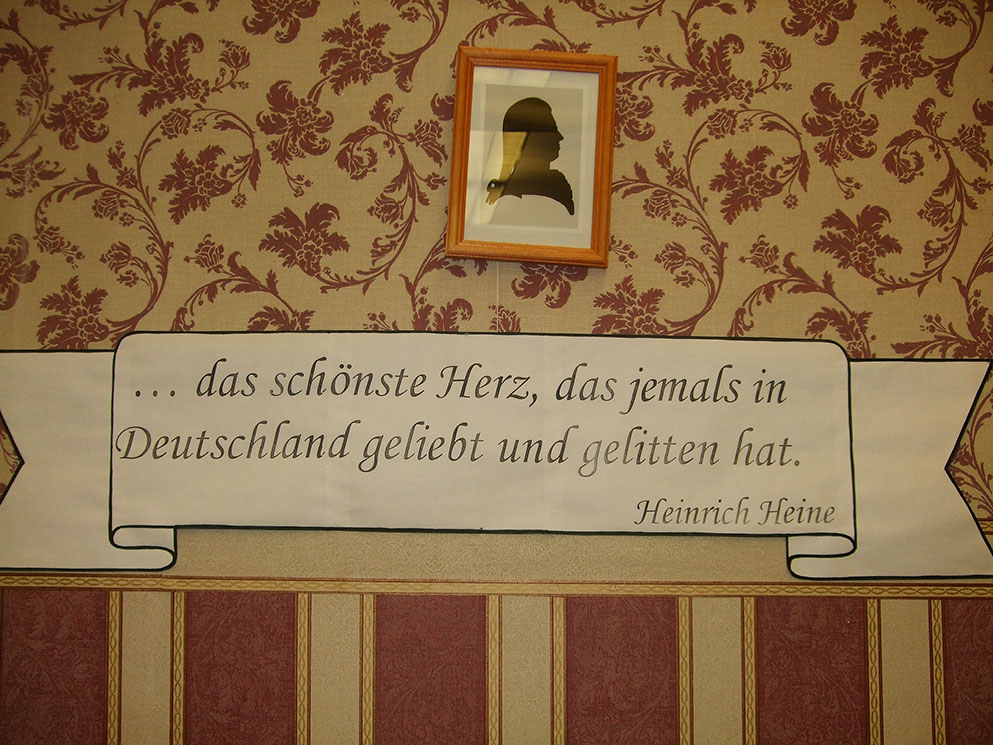 ... das schönste Herz, das jemals in
Deutschland geliebt und gelitten hat.
Heinrich Heine